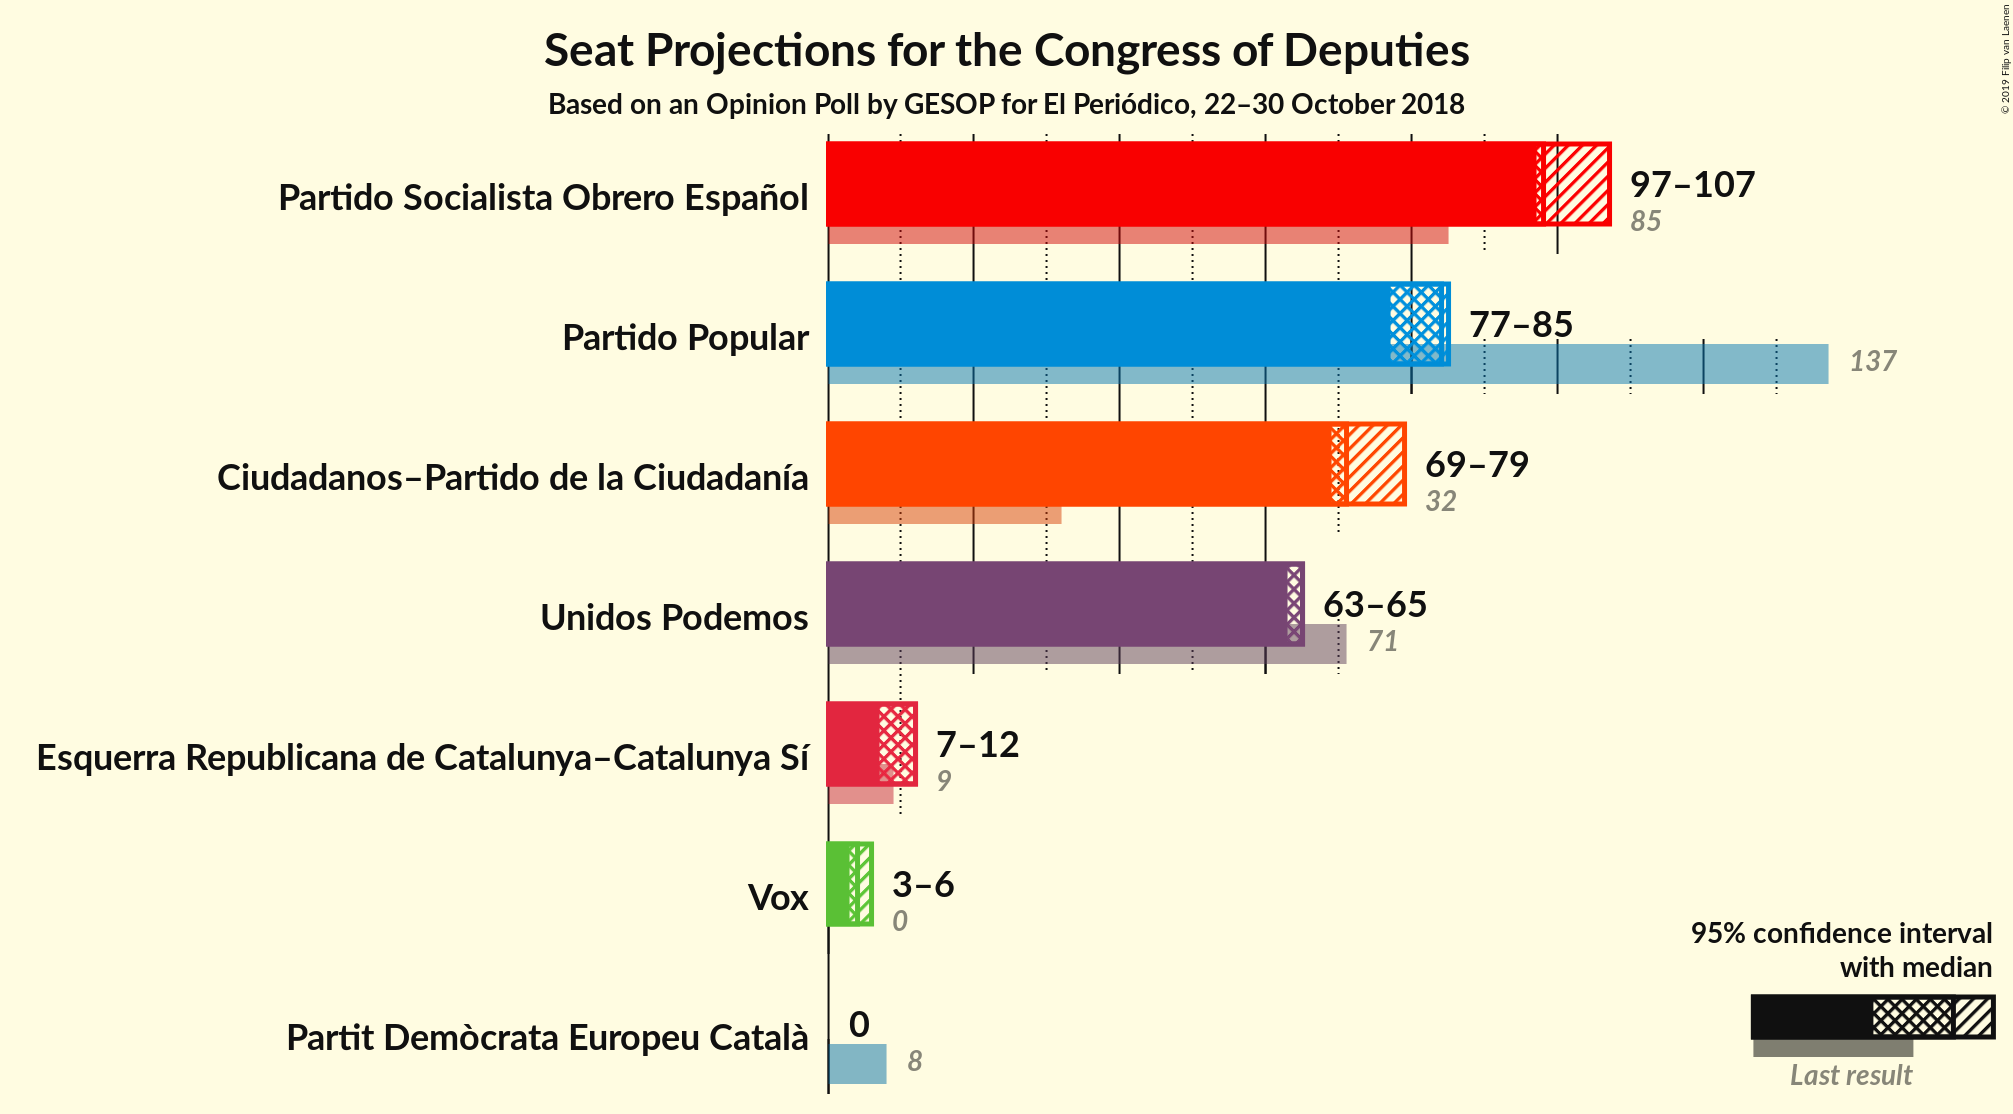 Seat Projections for the Congress of Deputies
Based on an Opinion Poll by GESOP for El Periódico, 22–30 October 2018
© 2019 Filip van Laenen
Partido Socialista Obrero Español
97–107
85
Partido Popular
77–85
137
Ciudadanos–Partido de la Ciudadanía
69–79
32
Unidos Podemos
63–65
71
Esquerra Republicana de Catalunya–Catalunya Sí
7–12
9
Vox
3–6
0
Partit Demòcrata Europeu Català
0
8
95% confidence interval
with median
Last result